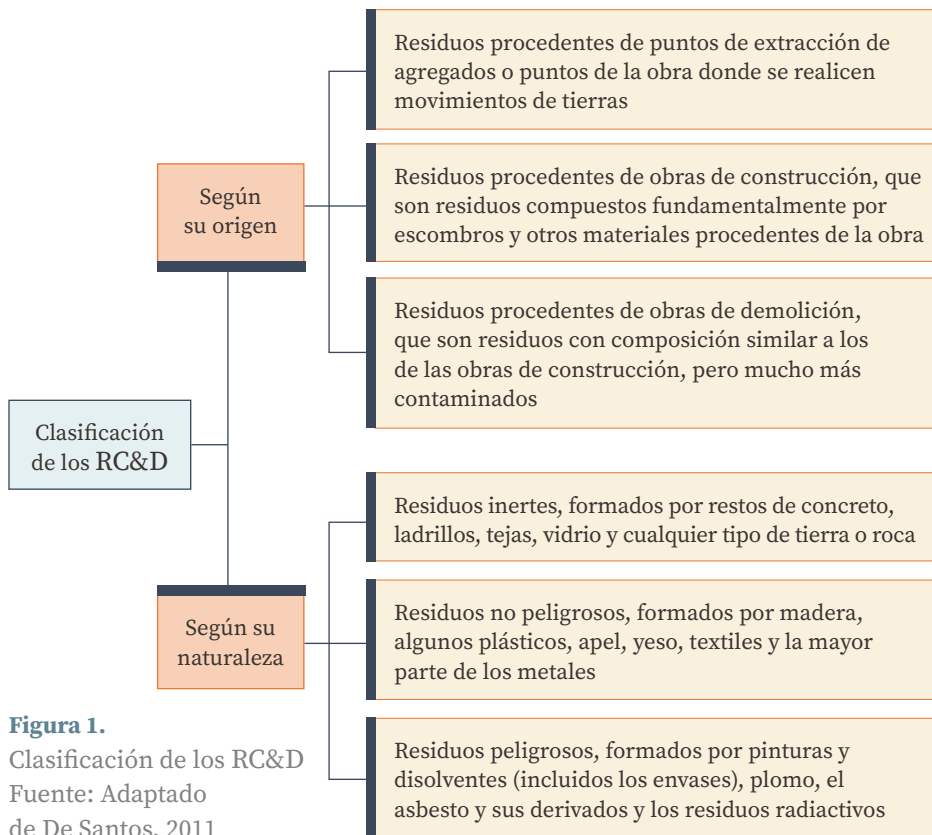 Residuos procedentes de puntos de extracción de
agregados o puntos de la obra donde se realicen
movimientos de tierras
Según
su origen
Residuos procedentes de obras de construcción, que
son residuos compuestos fundamentalmente por
escombros y otros materiales procedentes de la obra
Residuos procedentes de obras de demolición,
que son residuos con composición similar a los
de las obras de construcción, pero mucho más
contaminados
Clasificación
de los RC&D
Residuos inertes, formados por restos de concreto,
ladrillos, tejas, vidrio y cualquier tipo de tierra o roca
Según su
naturaleza
Residuos no peligrosos, formados por madera,
algunos plásticos, apel, yeso, textiles y la mayor
parte de los metales
Residuos peligrosos, formados por pinturas y
disolventes (incluidos los envases), plomo, el
asbesto y sus derivados y los residuos radiactivos
Figura 1.
Clasificación de los RC&D
Fuente: Adaptado
de De Santos, 2011